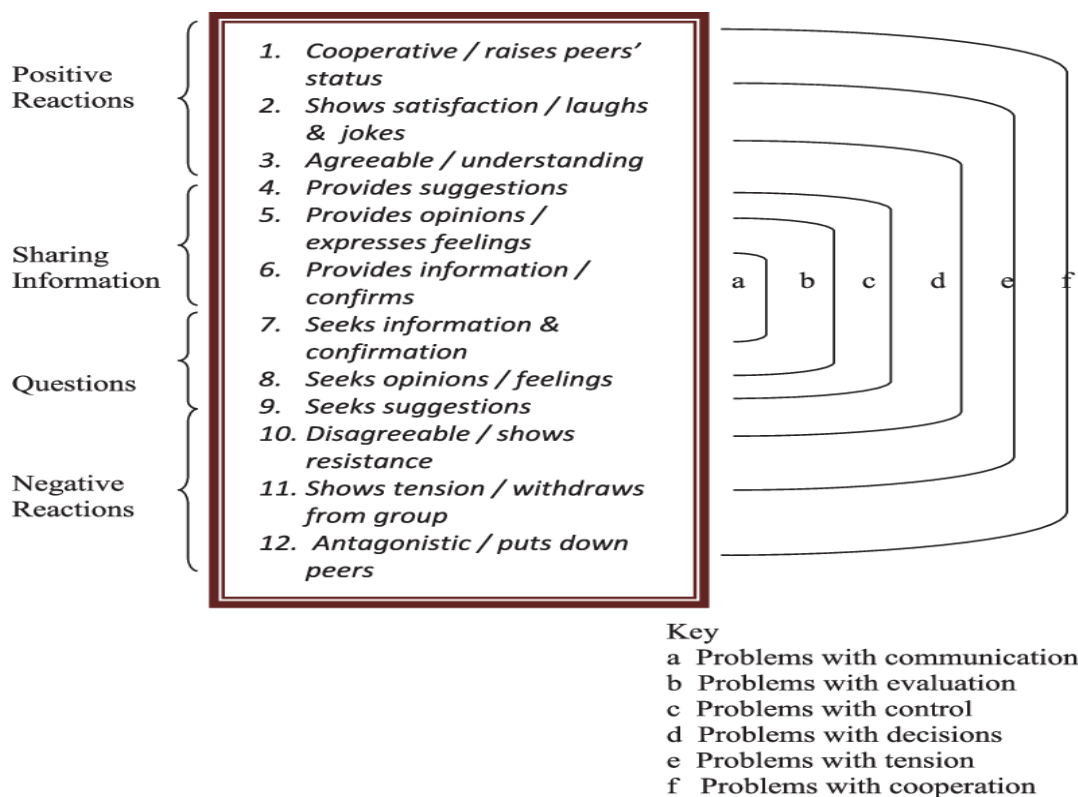 Positive
Reactions
Sharing
Information
Questions
Negative
Reactions
1. Cooperative / raises peers’
status
2. Shows satisfaction / laughs
& jokes
3. Agreeable / understanding
4. Provides suggestions
5. Provides opinions /
expresses feelings
6. Provides information /
confirms
7. Seeks information &
confirmation
8. Seeks opinions / feelings
9. Seeks suggestions
10. Disagreeable / shows
resistance
11. Shows tension / withdraws
from group
12. Antagonistic / puts down
peers
a b c d e f
Key
a Problems with communication
b Problems with evaluation
c Problems with control
d Problems with decisions
e Problems with tension
f Problems with cooperation